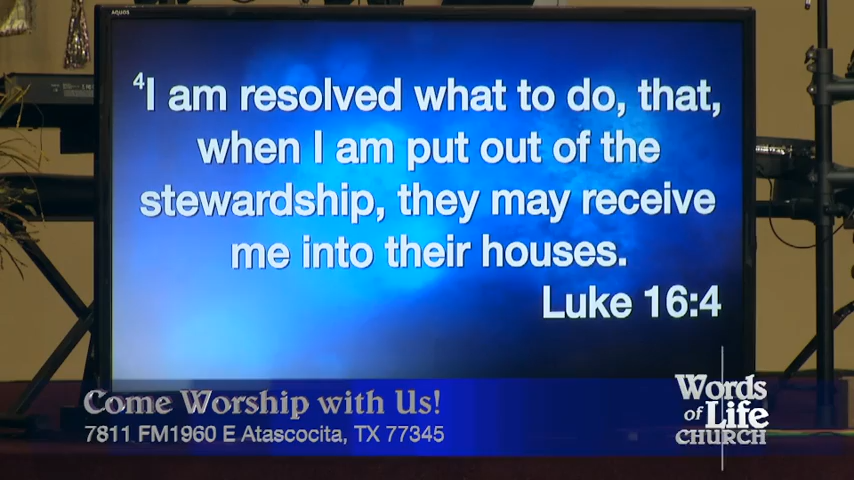 AQUOS
⁴I am resolved what to do, that,
when I am put out of the
stewardship, they may receive
me into their houses.
Luke 16:4
Come Worship with Us!
7811 FM1960 E Atascocita, TX 77345
Words
of Life
CHURCH